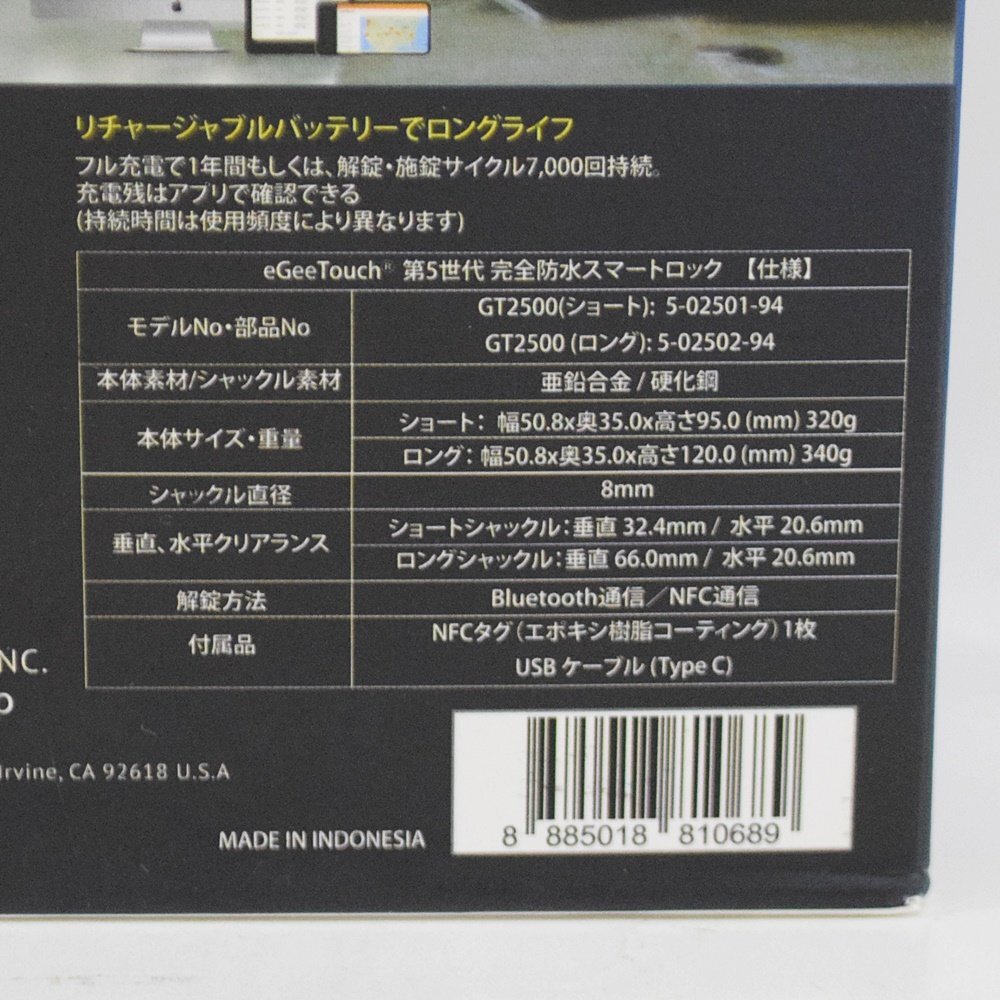 リチャージャブルバッテリーでロングライフ
フル充電で1年間もしくは、解錠・施錠サイクル7,000回持続。
充電残はアプリで確認できる
(持続時間は使用頻度により異なります)
eGeeTouch® 第5世代 完全防水スマートロック 【仕様】
モデルNo・部品No
GT2500(ショート): 5-02501-94
GT2500 (ロング): 5-02502-94
本体素材/シャックル素材
亜鉛合金 / 硬化鋼
本体サイズ・重量
ショート: 幅50.8x奥35.0x高さ95.0 (mm) 320g
ロング: 幅50.8x奥35.0x高さ120.0 (mm) 340g
シャックル直径
8mm
垂直、水平クリアランス
ショートシャックル:垂直 32.4mm / 水平 20.6mm
ロングシャックル:垂直 66.0mm / 水平 20.6mm
解錠方法
Bluetooth通信/NFC通信
付属品
NFCタグ(エポキシ樹脂コーティング)1枚
USB ケーブル (Type C)
NC.
Irvine, CA 92618 U.S.A
MADE IN INDONESIA
8 885018 810689